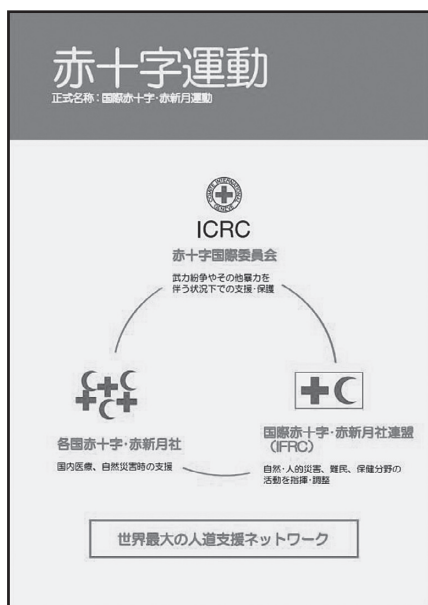 赤十字運動
正式名称：国際赤十字・赤新月運動
COMITE INTERNATIONAL GENEVE
ICRC
赤十字国際委員会
武力紛争やその他暴力を
伴う状況下での支援・保護
各国赤十字・赤新月社
国内医療、自然災害時の支援
国際赤十字・赤新月社連盟
（IFRC）
自然・人的災害、難民、保健分野の
活動を指揮・調整
世界最大の人道支援ネットワーク